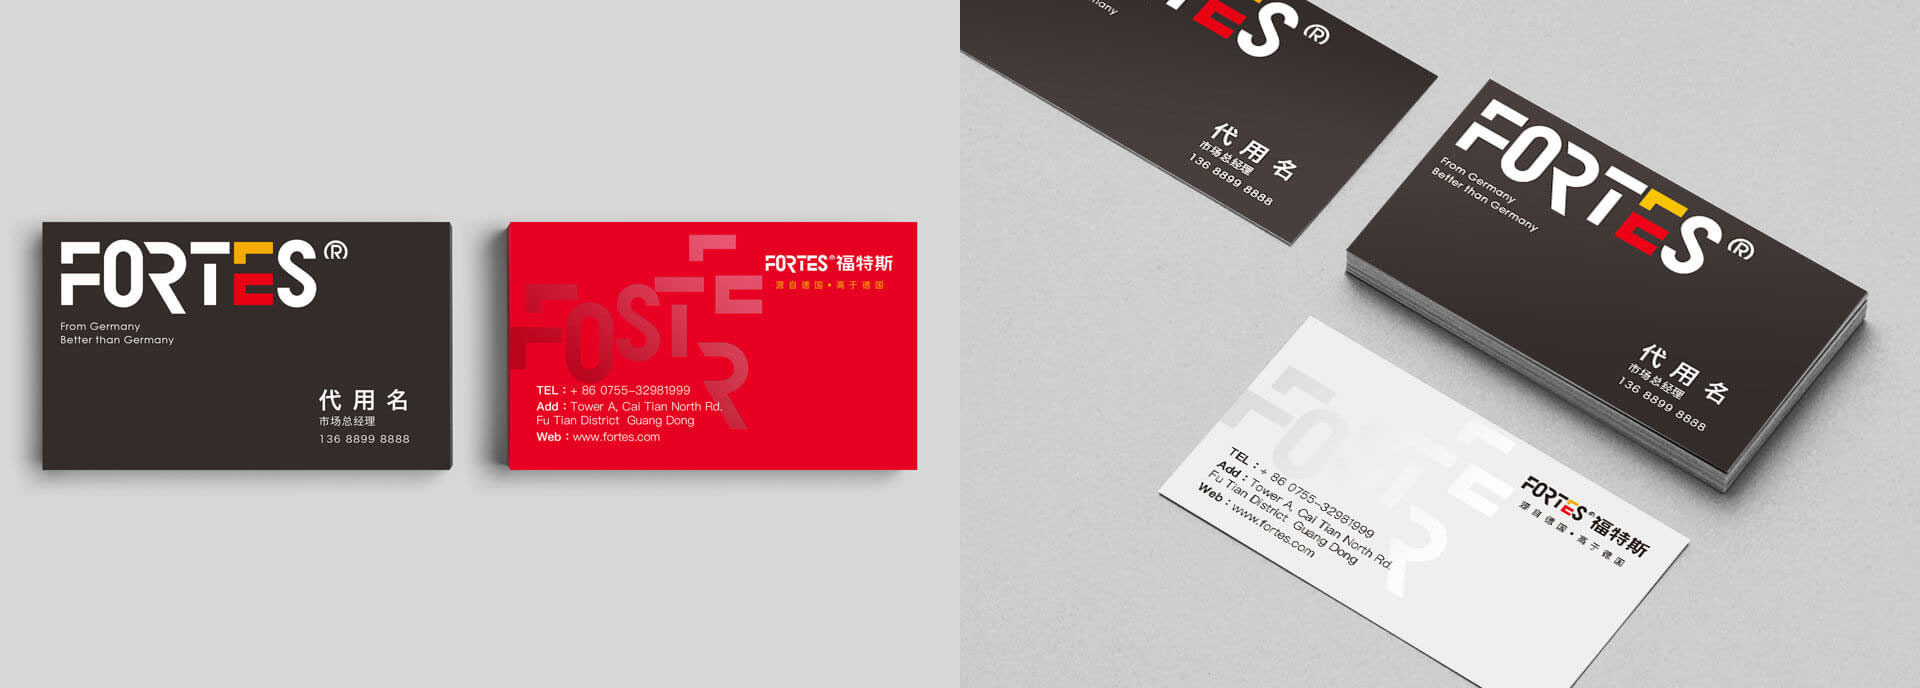 FORTES®
From Germany
Better than Germany
代用名
市场总经理
136 8899 8888
FORTES®福特斯
源自德国•高于德国
FOSTER
FE
TEL：+ 86 0755-32981999
Add：Tower A, Cai Tian North Rd.
Fu Tian District Guang Dong
Web：www.fortes.com
ES®
many
代用名
市场总经理
136 8899 8888
FORTES®
From Germany
Better than Germany
代用名
市场总经理
136 8899 8888
TEL：+ 86 0755-32981999
Add：Tower A, Cai Tian North Rd.
Fu Tian District Guang Dong
Web：www.fortes.com
FORTES®福特斯
源自德国•高于德国